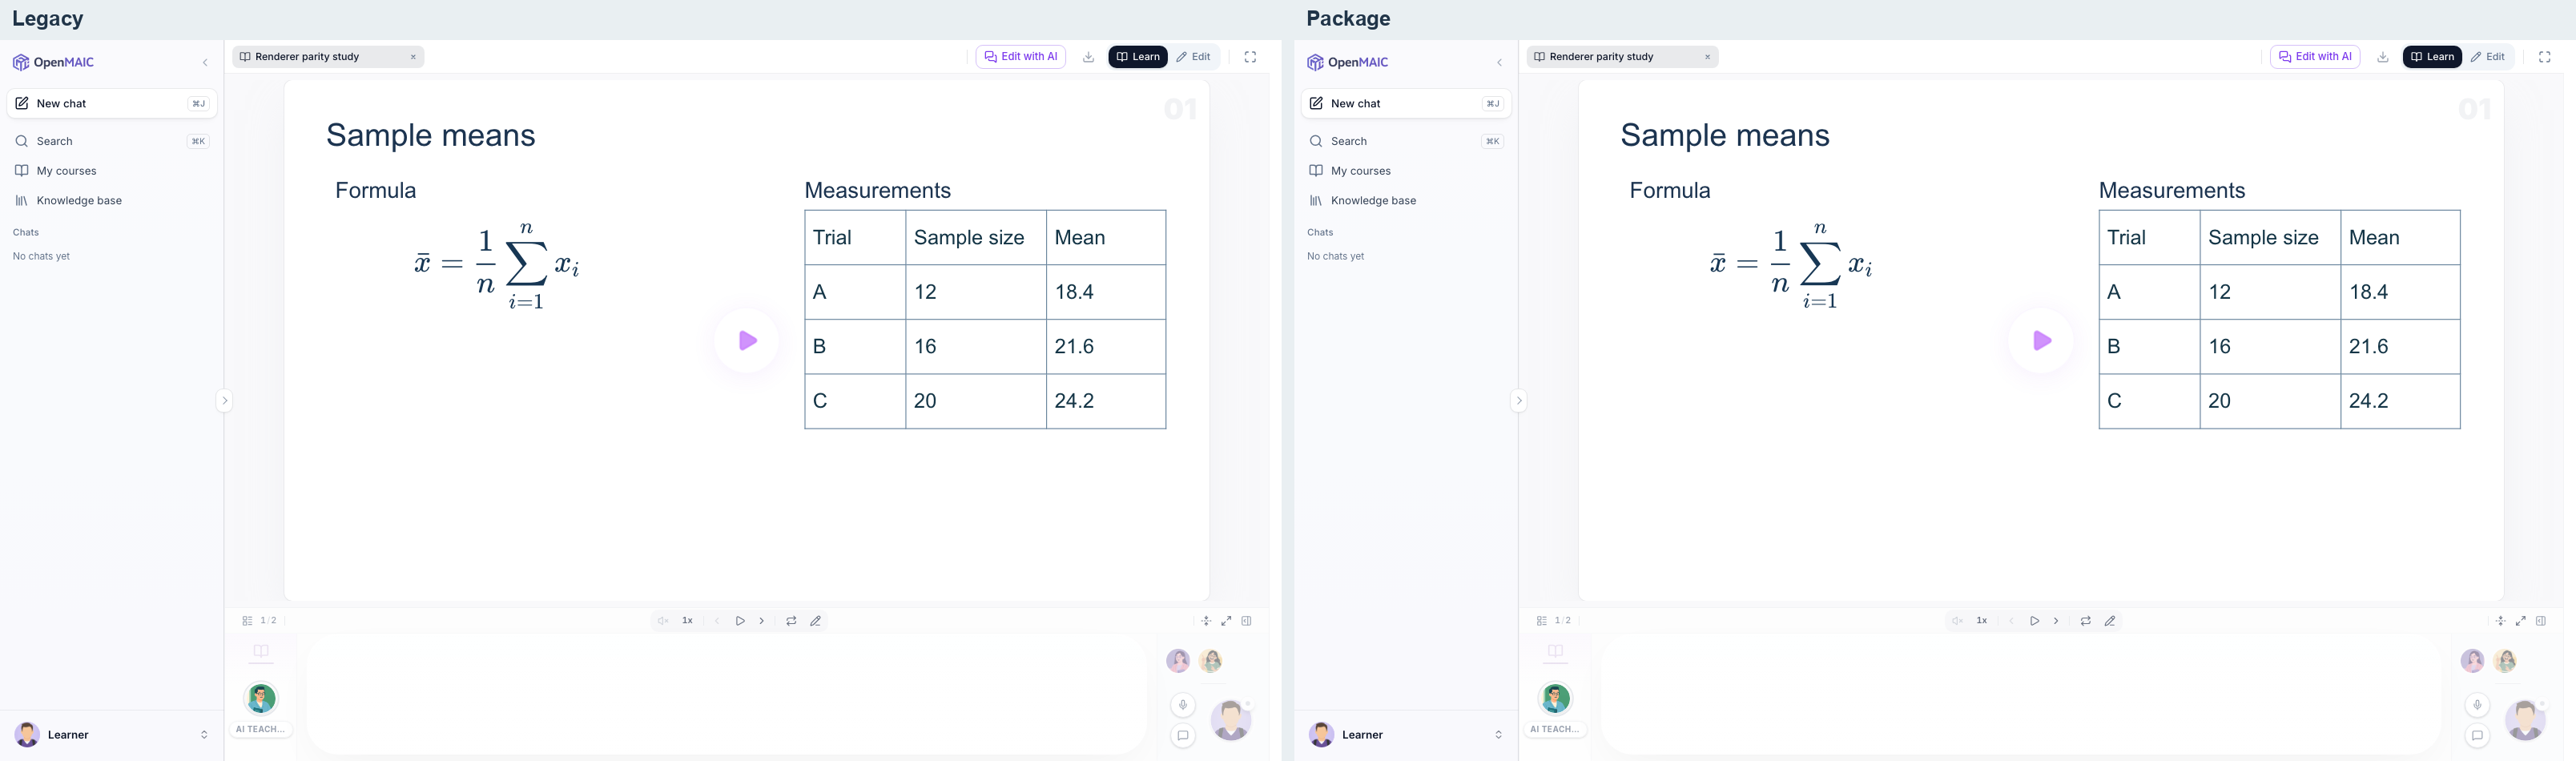 Legacy
OpenMAIC
New chat ⌘J
Search ⌘K
My courses
Knowledge base
Chats
No chats yet
Learner
Renderer parity study ×
Edit with AI
Learn
Edit
01
Sample means
Formula
x̄ = 1/n ∑ i=1 n xᵢ
Measurements
Trial Sample size Mean
A 12 18.4
B 16 21.6
C 20 24.2
1/2
1x
AI TEACH...
Package
OpenMAIC
New chat ⌘J
Search ⌘K
My courses
Knowledge base
Chats
No chats yet
Learner
Renderer parity study ×
Edit with AI
Learn
Edit
01
Sample means
Formula
x̄ = 1/n ∑ i=1 n xᵢ
Measurements
Trial Sample size Mean
A 12 18.4
B 16 21.6
C 20 24.2
1/2
1x
AI TEACH...